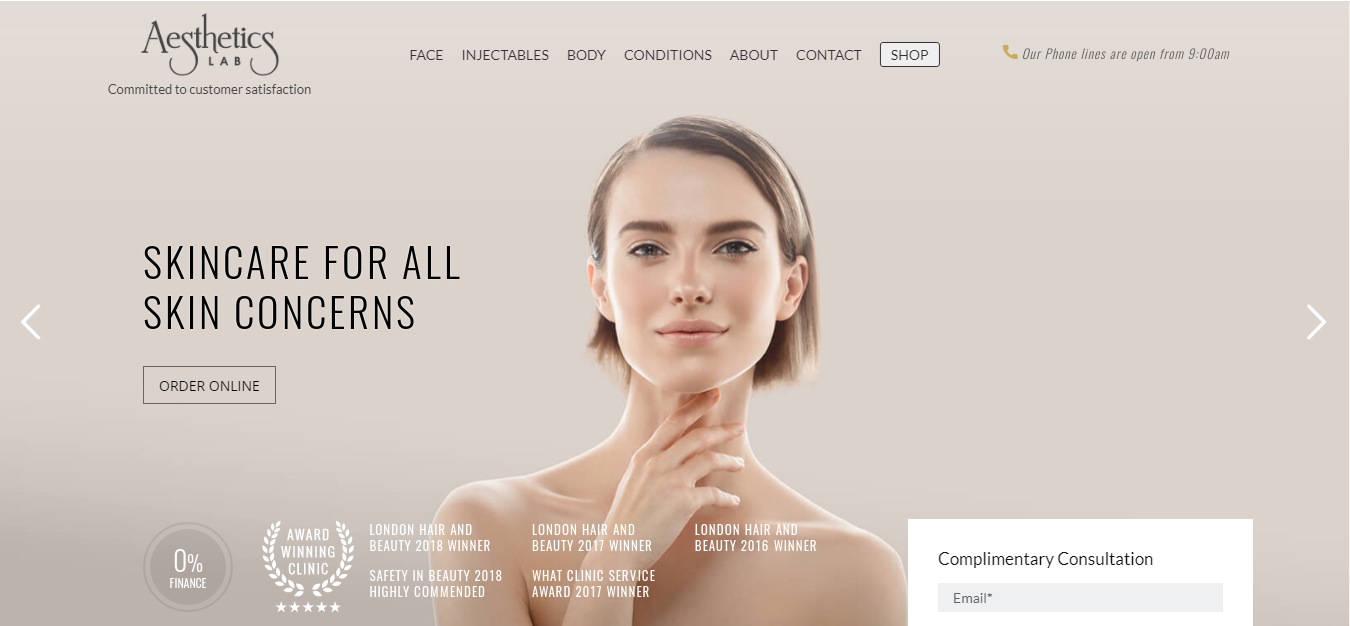 Aesthetics
LAB
Committed to customer satisfaction
FACE INJECTABLES BODY CONDITIONS ABOUT CONTACT SHOP
Our Phone lines are open from 9:00am
SKINCARE FOR ALL
SKIN CONCERNS
ORDER ONLINE
0%
FINANCE
AWARD
WINNING
CLINIC
LONDON HAIR AND
BEAUTY 2018 WINNER
SAFETY IN BEAUTY 2018
HIGHLY COMMENDED
LONDON HAIR AND
BEAUTY 2017 WINNER
WHAT CLINIC SERVICE
AWARD 2017 WINNER
LONDON HAIR AND
BEAUTY 2016 WINNER
Complimentary Consultation
Email*